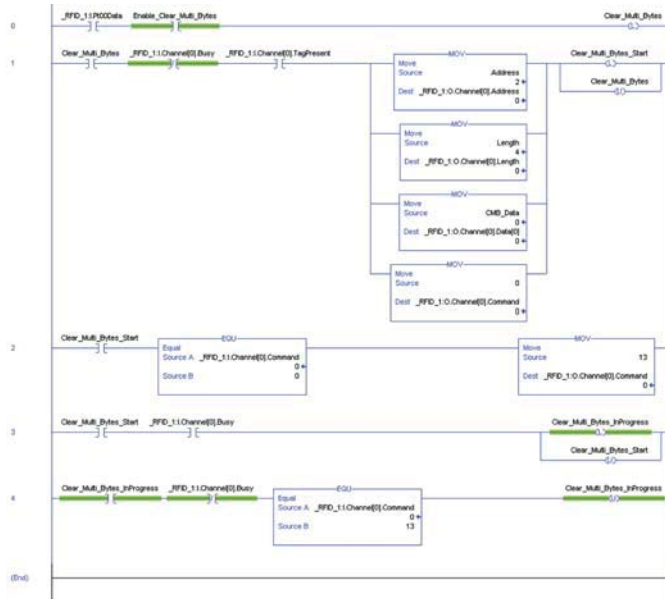 _RFID_1:I.Pt00Data Enable_Clear_Multi_Bytes Clear_Multi_Bytes
0
Clear_Multi_Bytes _RFID_1:I.Channel[0].Busy _RFID_1:I.Channel[0].TagPresent Clear_Multi_Bytes_Start
1
MOV
Move
Source Address
2
Dest _RFID_1:O.Channel[0].Address
0
Clear_Multi_Bytes
MOV
Move
Source Length
4
Dest _RFID_1:O.Channel[0].Length
0
MOV
Move
Source CMB_Data
0
Dest _RFID_1:O.Channel[0].Data[0]
0
MOV
Move
Source 0
Dest _RFID_1:O.Channel[0].Command
0
2
Clear_Multi_Bytes_Start
EQU
Equal
Source A _RFID_1:I.Channel[0].Command
0
Source B 0
MOV
Move
Source 13
Dest _RFID_1:O.Channel[0].Command
0
3
Clear_Multi_Bytes_Start _RFID_1:I.Channel[0].Busy Clear_Multi_Bytes_InProgress
L
Clear_Multi_Bytes_Start
U
4
Clear_Multi_Bytes_InProgress _RFID_1:I.Channel[0].Busy
EQU
Equal
Source A _RFID_1:I.Channel[0].Command
0
Source B 13
Clear_Multi_Bytes_InProgress
U
(End)